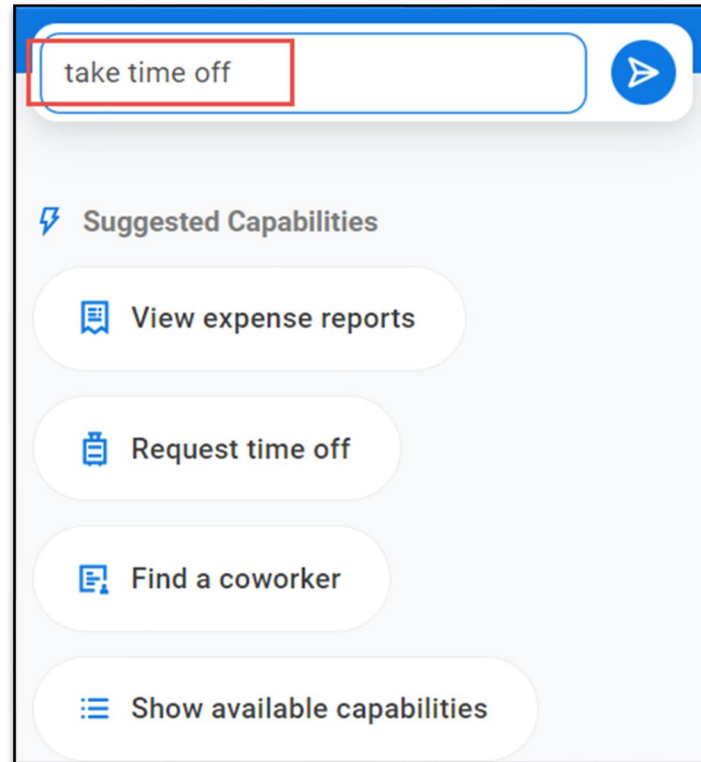 take time off
Suggested Capabilities
View expense reports
Request time off
Find a coworker
Show available capabilities